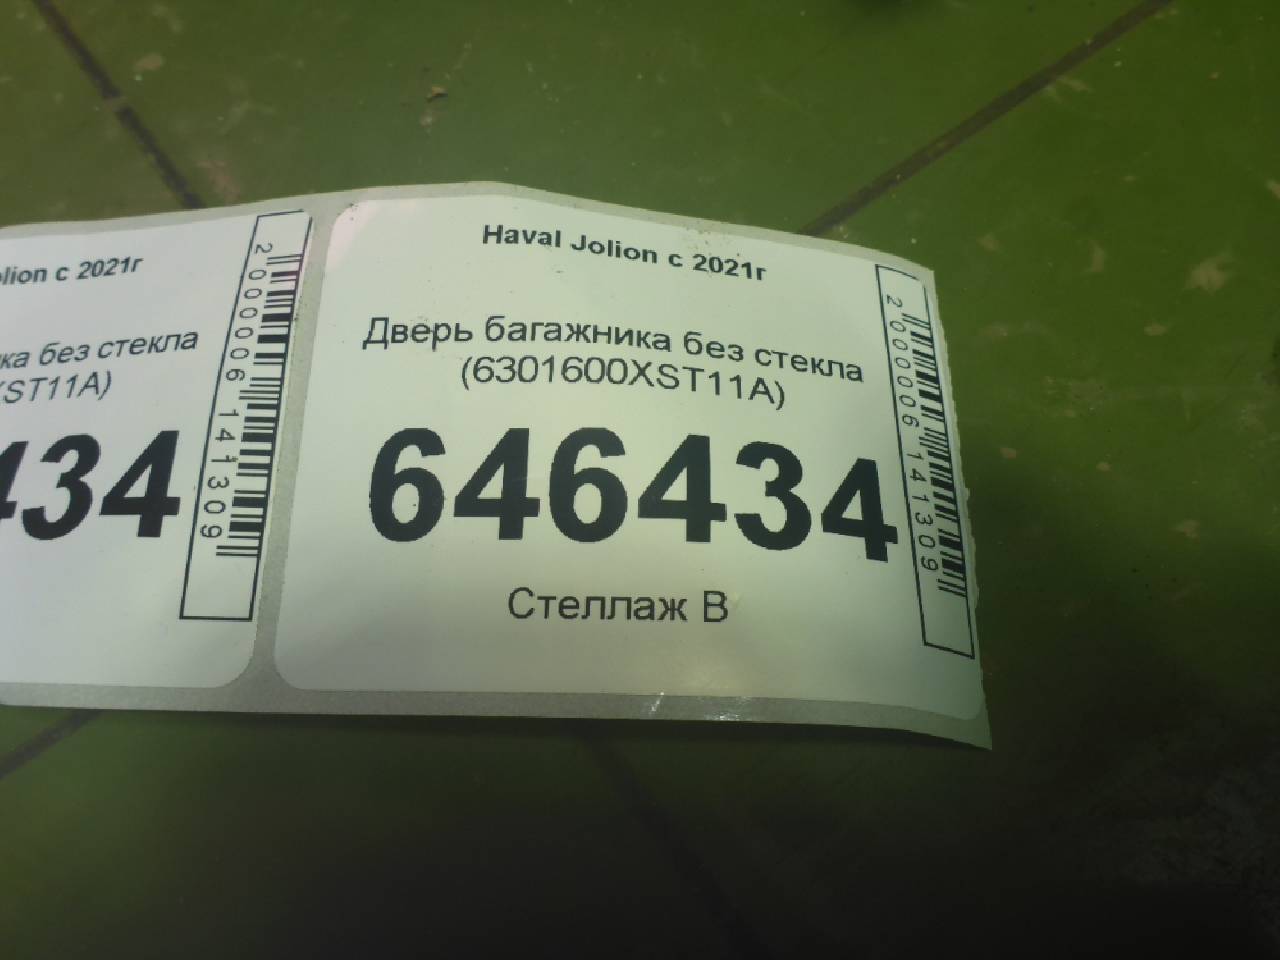 olion с 2021г
ка без стекла
XST11A)
434
2000006141309
Haval Jolion с 2021г
Дверь багажника без стекла
(6301600XST11A)
646434
Стеллаж В
2000006141309